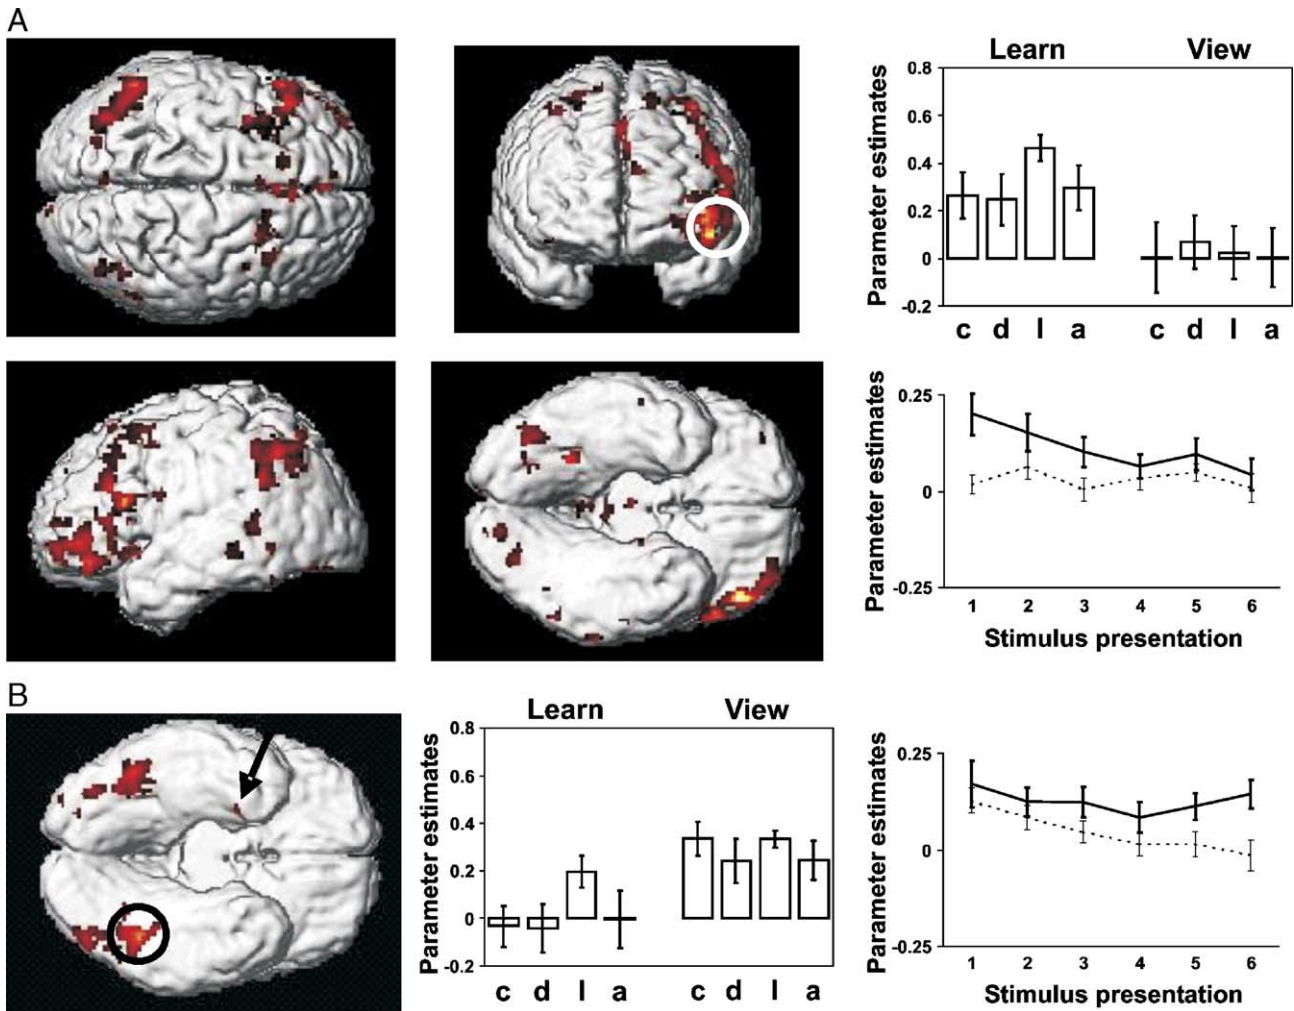 A
Learn View
Parameter estimates
0.8
0.6
0.4
0.2
0
-0.2
c d l a c d l a
Parameter estimates
0.25
0
-0.25
1 2 3 4 5 6
Stimulus presentation
B
Learn View
Parameter estimates
0.8
0.6
0.4
0.2
0
-0.2
c d l a c d l a
Parameter estimates
0.25
0
-0.25
1 2 3 4 5 6
Stimulus presentation